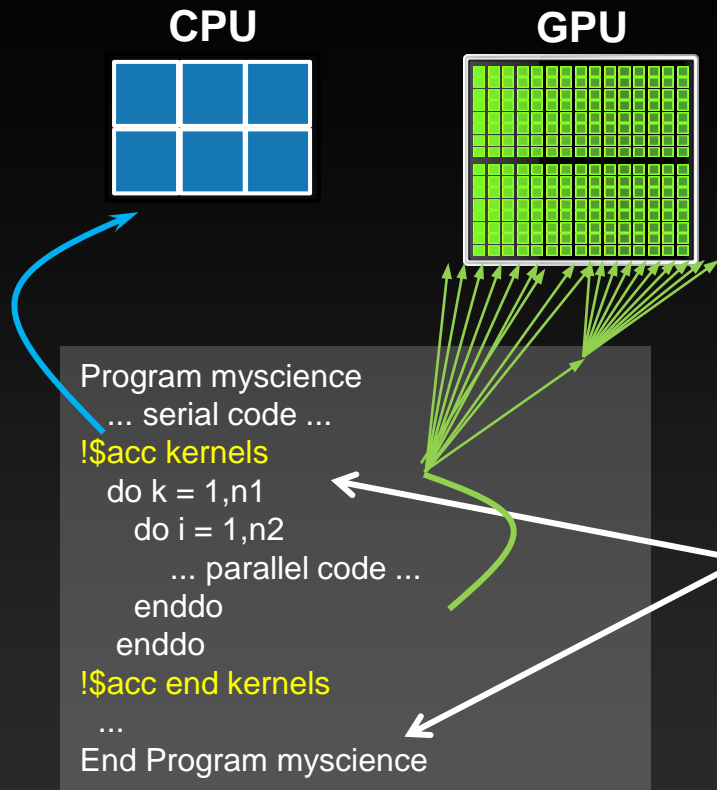 CPU
GPU
Program myscience
... serial code ...
!$acc kernels
do k = 1,n1
do i = 1,n2
... parallel code ...
enddo
enddo
!$acc end kernels
...
End Program myscience